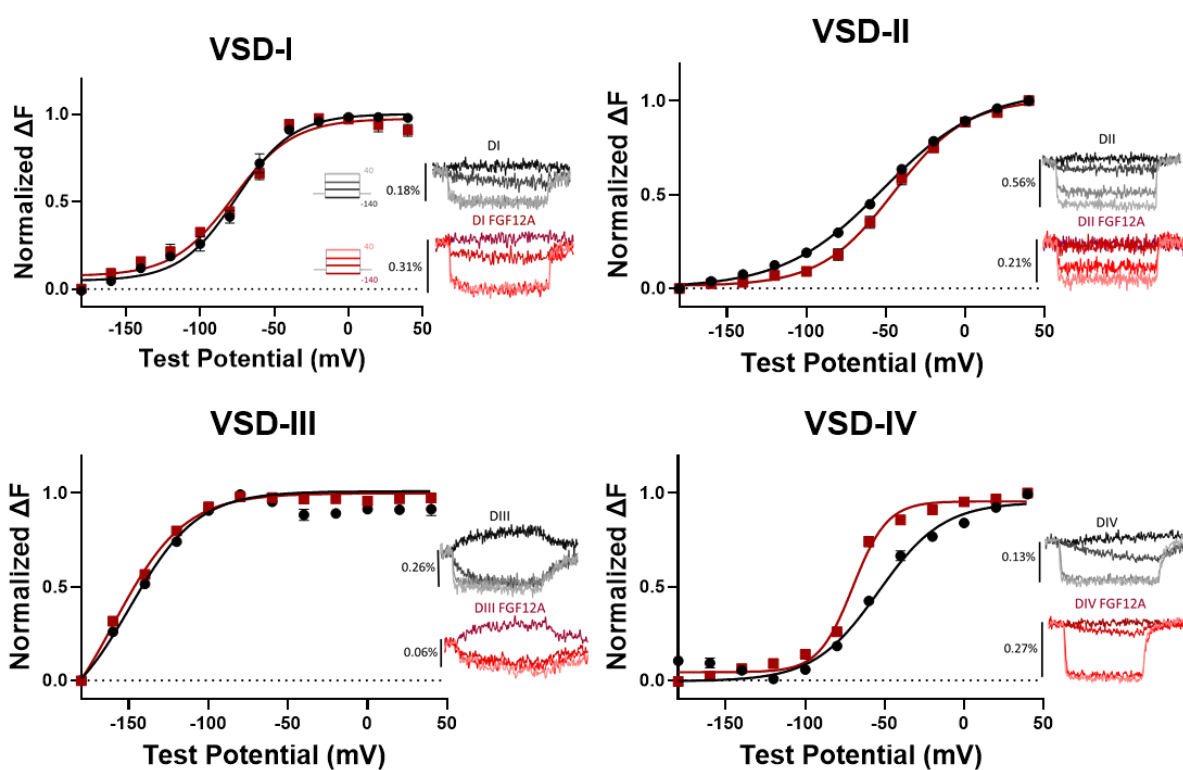 VSD-I
Normalized ΔF
1.0
0.5
0.0
-150
-100
-50
0
50
Test Potential (mV)
40
-140
0.18%
DI
40
-140
0.31%
DI FGF12A
VSD-II
Normalized ΔF
1.0
0.5
0.0
-150
-100
-50
0
50
Test Potential (mV)
DII
0.56%
DII FGF12A
0.21%
VSD-III
Normalized ΔF
1.0
0.5
0.0
-150
-100
-50
0
50
Test Potential (mV)
DIII
0.26%
DIII FGF12A
0.06%
VSD-IV
Normalized ΔF
1.0
0.5
0.0
-150
-100
-50
0
50
Test Potential (mV)
DIV
0.13%
DIV FGF12A
0.27%